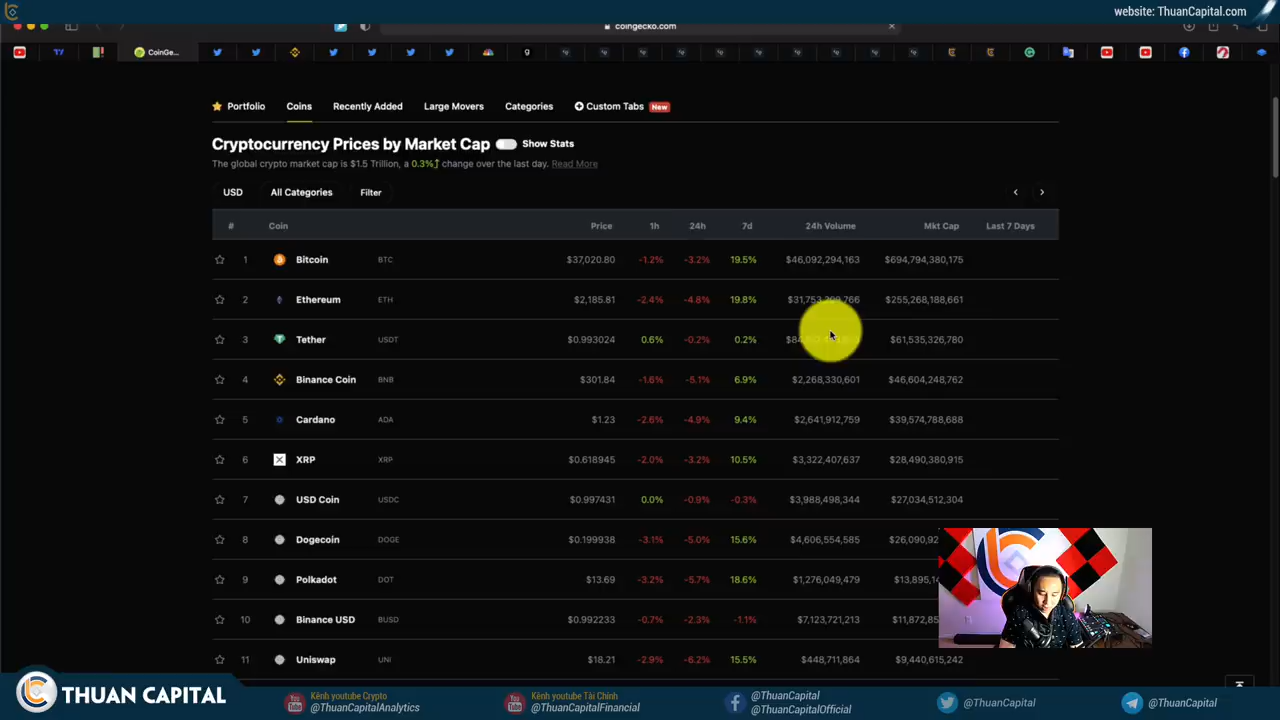 website: ThuanCapital.com
coingecko.com
CoinGe...
Portfolio Coins Recently Added Large Movers Categories Custom Tabs New
Cryptocurrency Prices by Market Cap Show Stats
The global crypto market cap is $1.5 Trillion, a 0.3% change over the last day. Read More
USD All Categories Filter
# Coin Price 1h 24h 7d 24h Volume Mkt Cap Last 7 Days
1 Bitcoin BTC $37,020.80 -1.2% -3.2% 19.5% $46,092,294,163 $694,794,380,175
2 Ethereum ETH $2,185.81 -2.4% -4.8% 19.8% $255,268,188,661
3 Tether USDT $0.993024 0.6% -0.2% 0.2% $61,535,326,780
4 Binance Coin BNB $301.84 -1.6% -5.1% 6.9% $2,268,330,601 $46,604,248,762
5 Cardano ADA $1.23 -2.6% -4.9% 9.4% $2,641,912,759 $39,574,788,688
6 XRP XRP $0.618945 -2.0% -3.2% 10.5% $3,322,407,637 $28,490,380,915
7 USD Coin USDC $0.997431 0.0% -0.9% -0.3% $3,988,498,344 $27,034,512,304
8 Dogecoin DOGE $0.199938 -3.1% -5.0% 15.6% $4,606,554,585 $26,090,92
9 Polkadot DOT $13.69 -3.2% -5.7% 18.6% $1,276,049,479 $13,895,1
10 Binance USD BUSD $0.992233 -0.7% -2.3% -1.1% $7,123,721,213 $11,872,85
11 Uniswap UNI $18.21 -2.9% -6.2% 15.5% $448,711,864 $9,440,615,242
THUAN CAPITAL
Kênh youtube Crypto
@ThuanCapitalAnalytics
Kênh youtube Tài Chính
@ThuanCapitalFinancial
@ThuanCapital
@ThuanCapitalOfficial
@ThuanCapital
@ThuanCapital